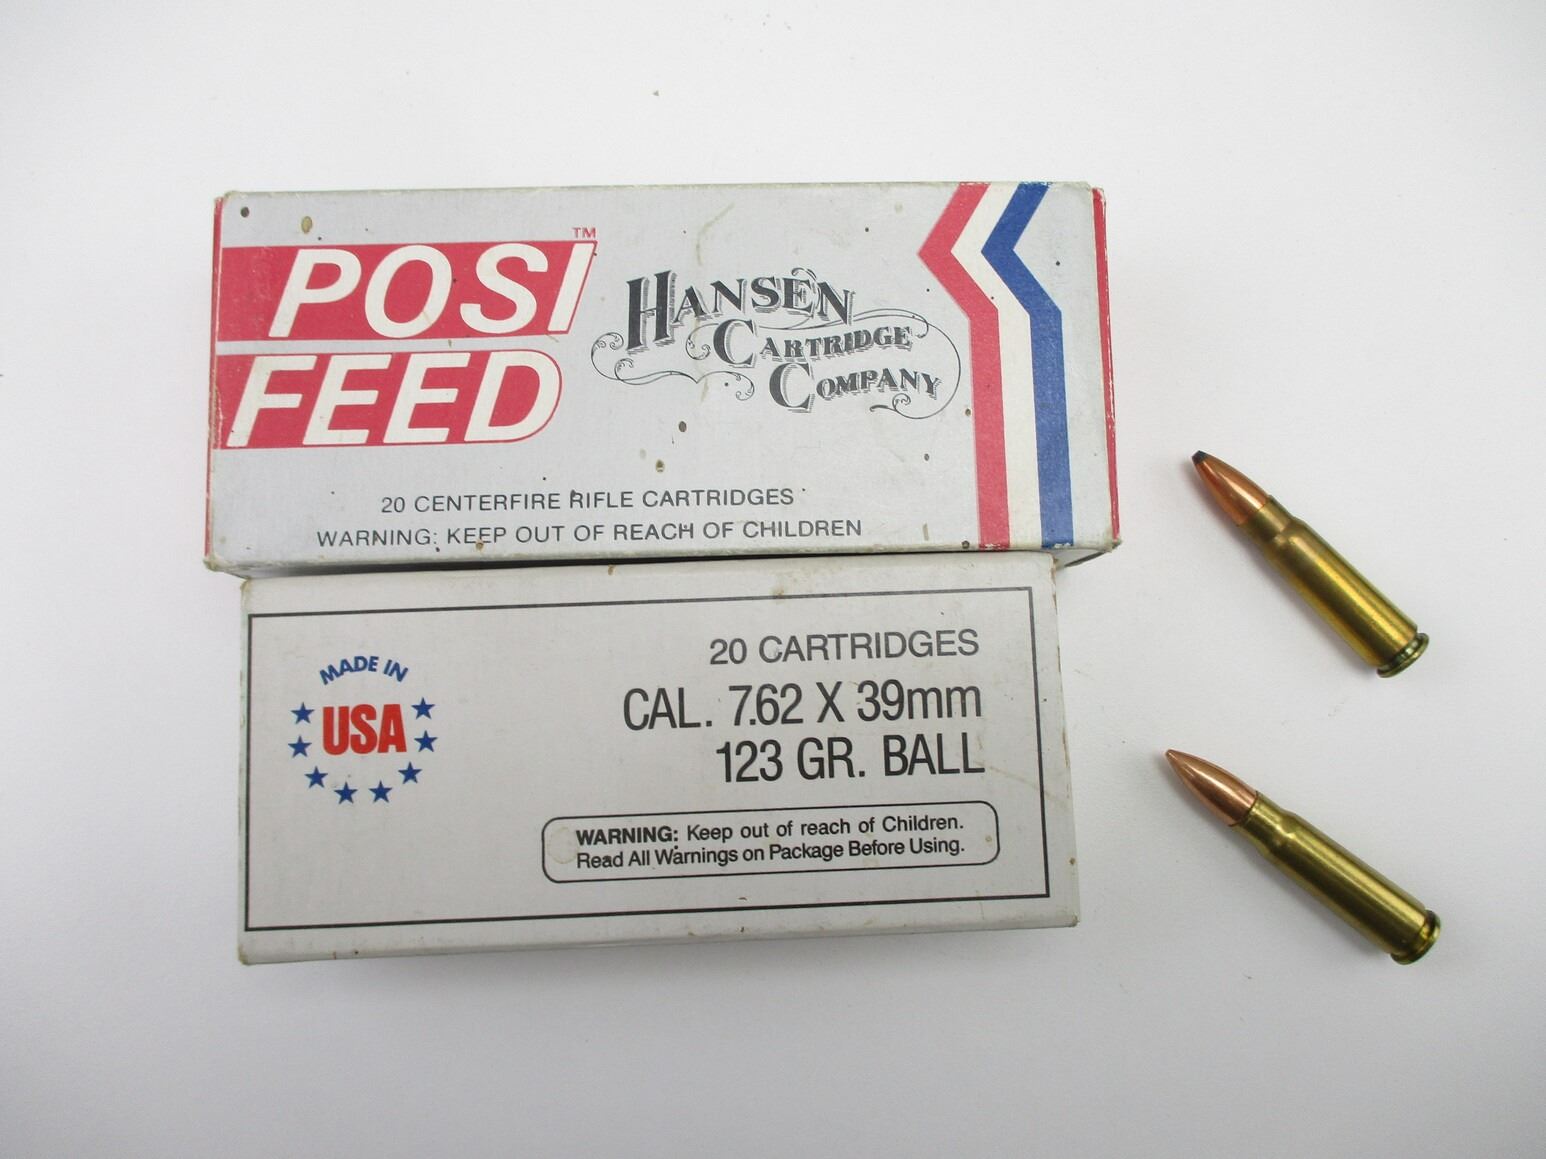 POSI™
FEED
HANSEN
CARTRIDGE
COMPANY
20 CENTERFIRE RIFLE CARTRIDGES
WARNING: KEEP OUT OF REACH OF CHILDREN
MADE IN
USA
20 CARTRIDGES
CAL. 7.62 X 39mm
123 GR. BALL
WARNING: Keep out of reach of Children.
Read All Warnings on Package Before Using.